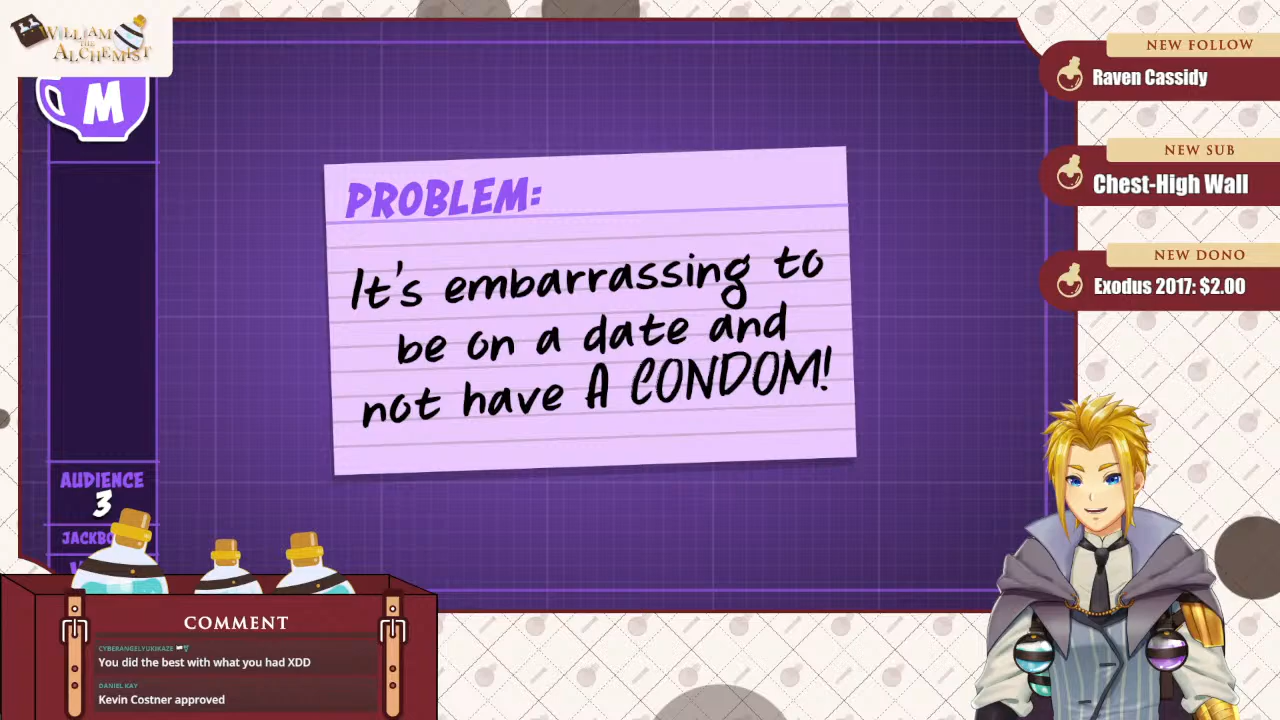 WILLIAM
THE
ALCHEMIST
M
PROBLEM:
It's embarrassing to
be on a date and
not have A CONDOM!
AUDIENCE
3
NEW FOLLOW
Raven Cassidy
NEW SUB
Chest-High Wall
NEW DONO
Exodus 2017: $2.00
COMMENT
CYBERANGELYUKIKAZE
You did the best with what you had XDD
DANIEL KAY
Kevin Costner approved